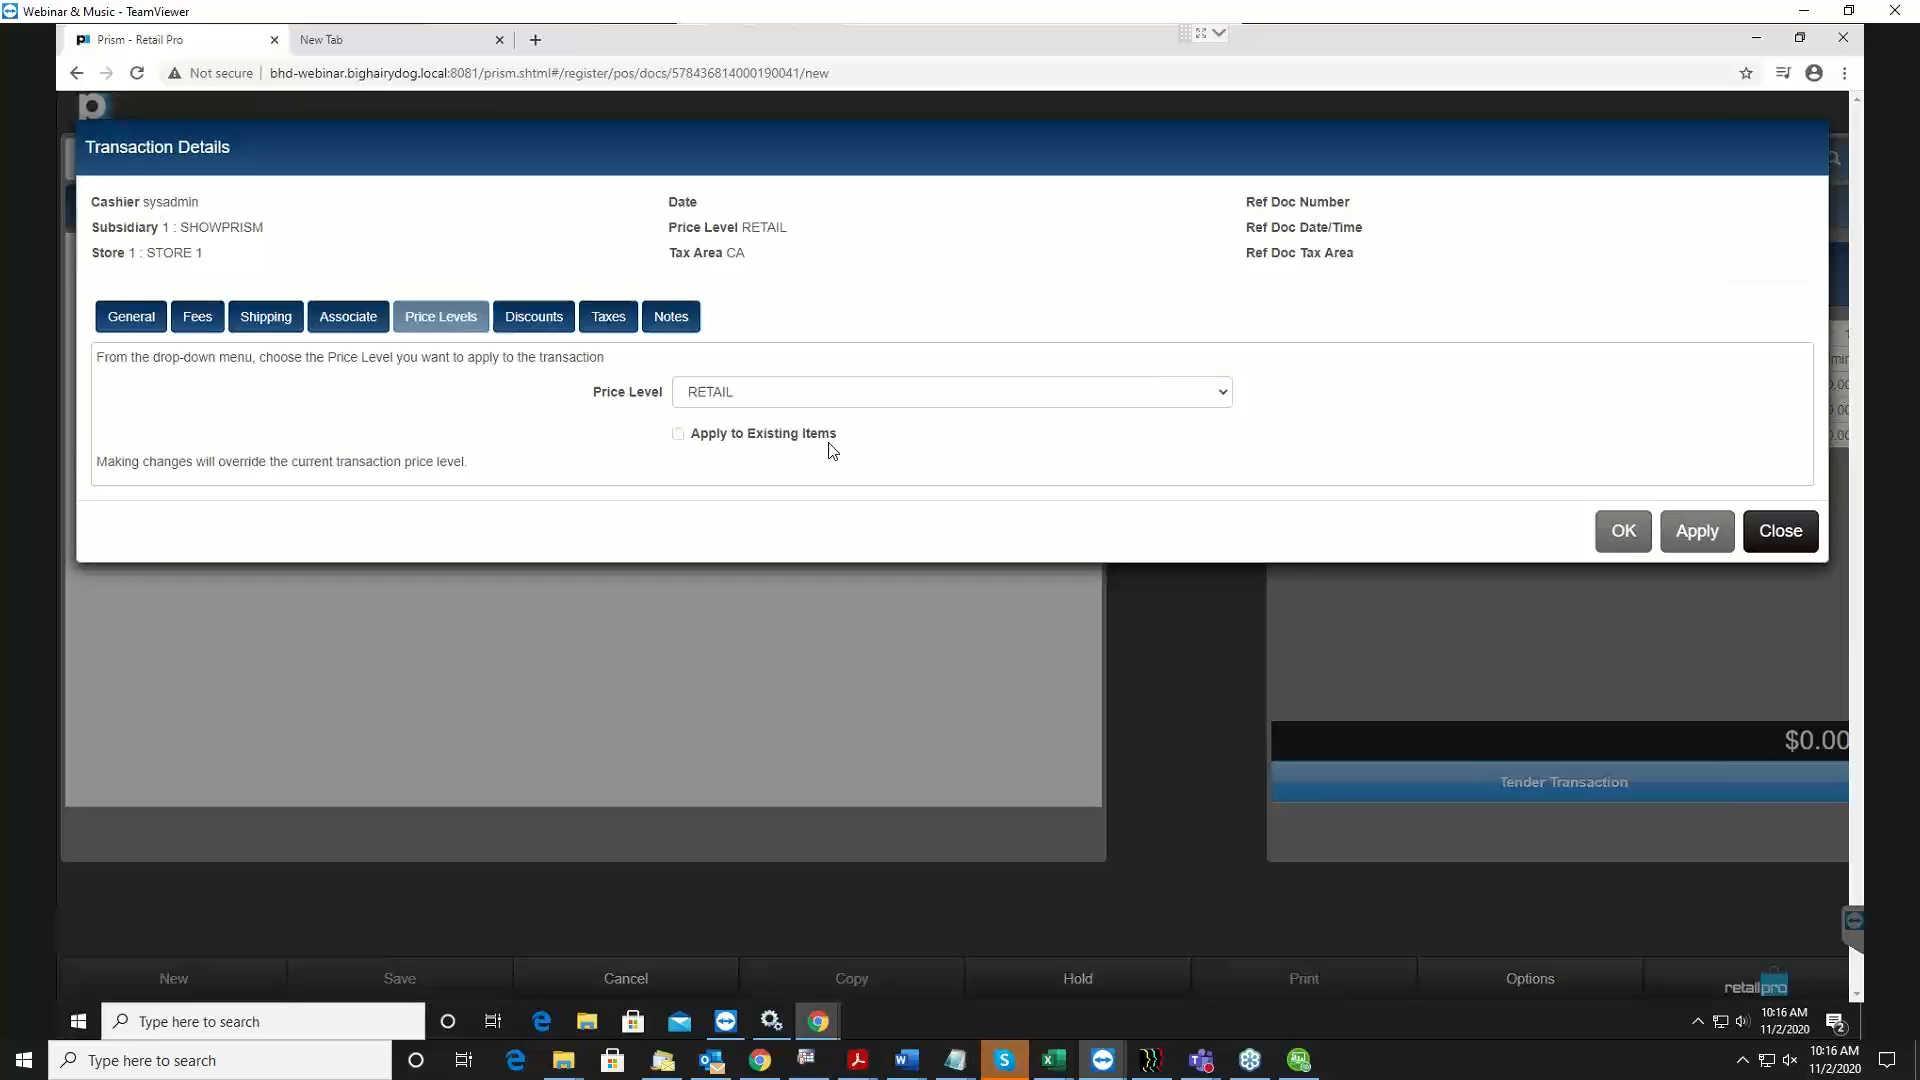 Webinar & Music - TeamViewer
Prism - Retail Pro
New Tab
Not secure
bhd-webinar.bighairydog.local:8081/prism.shtml#/register/pos/docs/578436814000190041/new
Transaction Details
Cashier sysadmin
Date
Ref Doc Number
Subsidiary 1 : SHOWPRISM
Price Level RETAIL
Ref Doc Date/Time
Store 1 : STORE 1
Tax Area CA
Ref Doc Tax Area
General
Fees
Shipping
Associate
Price Levels
Discounts
Taxes
Notes
From the drop-down menu, choose the Price Level you want to apply to the transaction
Price Level
RETAIL
Apply to Existing Items
Making changes will override the current transaction price level.
OK
Apply
Close
$0.00
Tender Transaction
New
Save
Cancel
Copy
Hold
Print
Options
retailpro
Type here to search
10:16 AM
11/2/2020
2
Type here to search
10:16 AM
11/2/2020